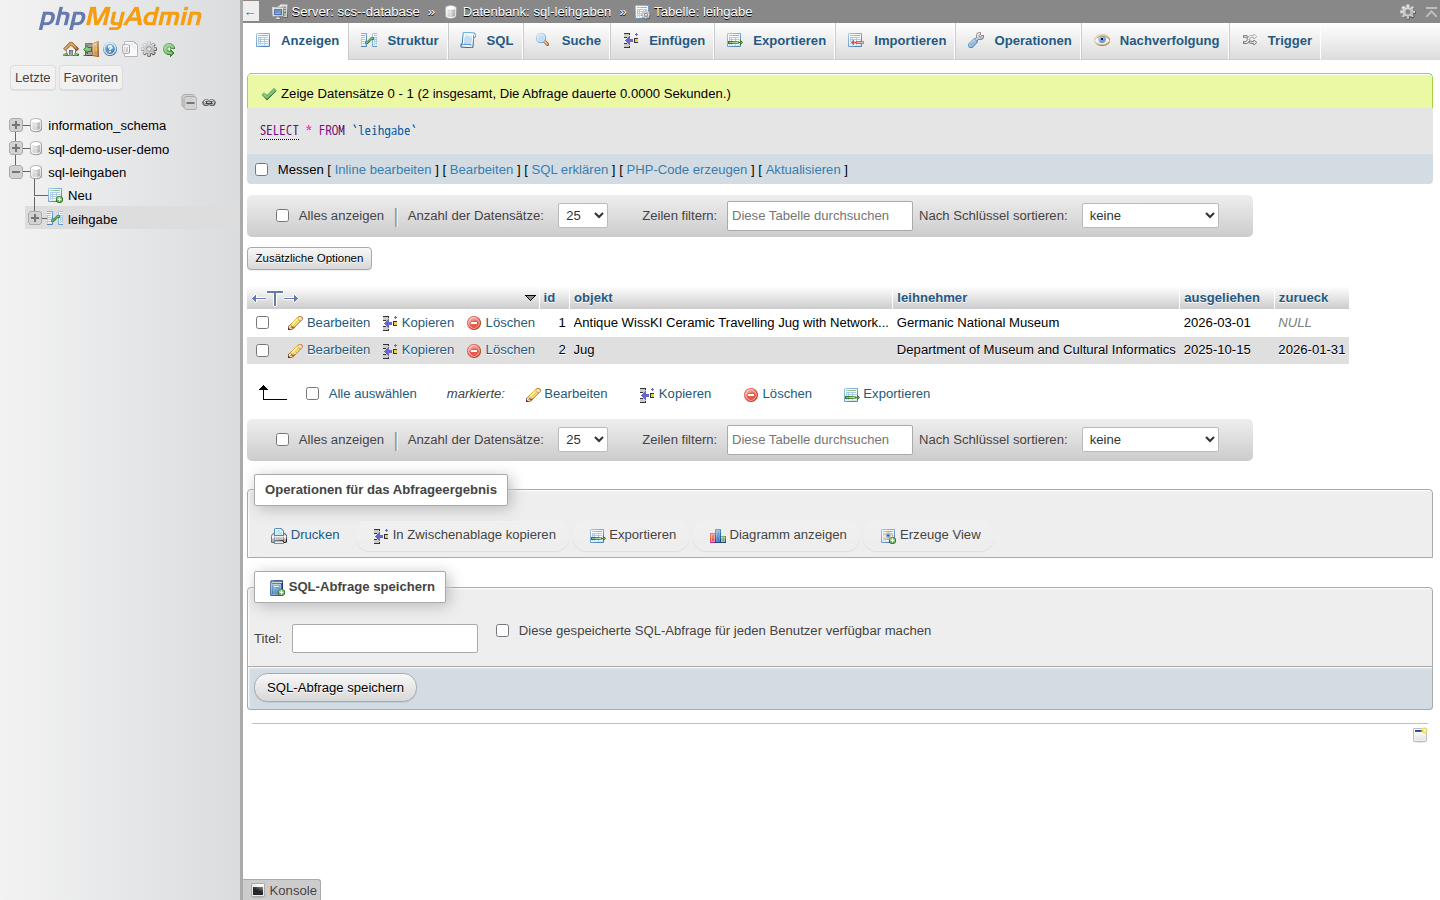 phpMyAdmin
Letzte Favoriten
information_schema
sql-demo-user-demo
sql-leihgaben
Neu
leihgabe
← Server: scs--database » Datenbank: sql-leihgaben » Tabelle: leihgabe
Anzeigen Struktur SQL Suche Einfügen Exportieren Importieren Operationen Nachverfolgung Trigger
Zeige Datensätze 0 - 1 (2 insgesamt, Die Abfrage dauerte 0.0000 Sekunden.)
SELECT * FROM `leihgabe`
Messen [ Inline bearbeiten ] [ Bearbeiten ] [ SQL erklären ] [ PHP-Code erzeugen ] [ Aktualisieren ]
Alles anzeigen | Anzahl der Datensätze: 25 Zeilen filtern: Diese Tabelle durchsuchen Nach Schlüssel sortieren: keine
Zusätzliche Optionen
←T→ id objekt leihnehmer ausgeliehen zurueck
Bearbeiten Kopieren Löschen 1 Antique WissKI Ceramic Travelling Jug with Network... Germanic National Museum 2026-03-01 NULL
Bearbeiten Kopieren Löschen 2 Jug Department of Museum and Cultural Informatics 2025-10-15 2026-01-31
Alle auswählen markierte: Bearbeiten Kopieren Löschen Exportieren
Alles anzeigen | Anzahl der Datensätze: 25 Zeilen filtern: Diese Tabelle durchsuchen Nach Schlüssel sortieren: keine
Operationen für das Abfrageergebnis
Drucken In Zwischenablage kopieren Exportieren Diagramm anzeigen Erzeuge View
SQL-Abfrage speichern
Titel: Diese gespeicherte SQL-Abfrage für jeden Benutzer verfügbar machen
SQL-Abfrage speichern
Konsole